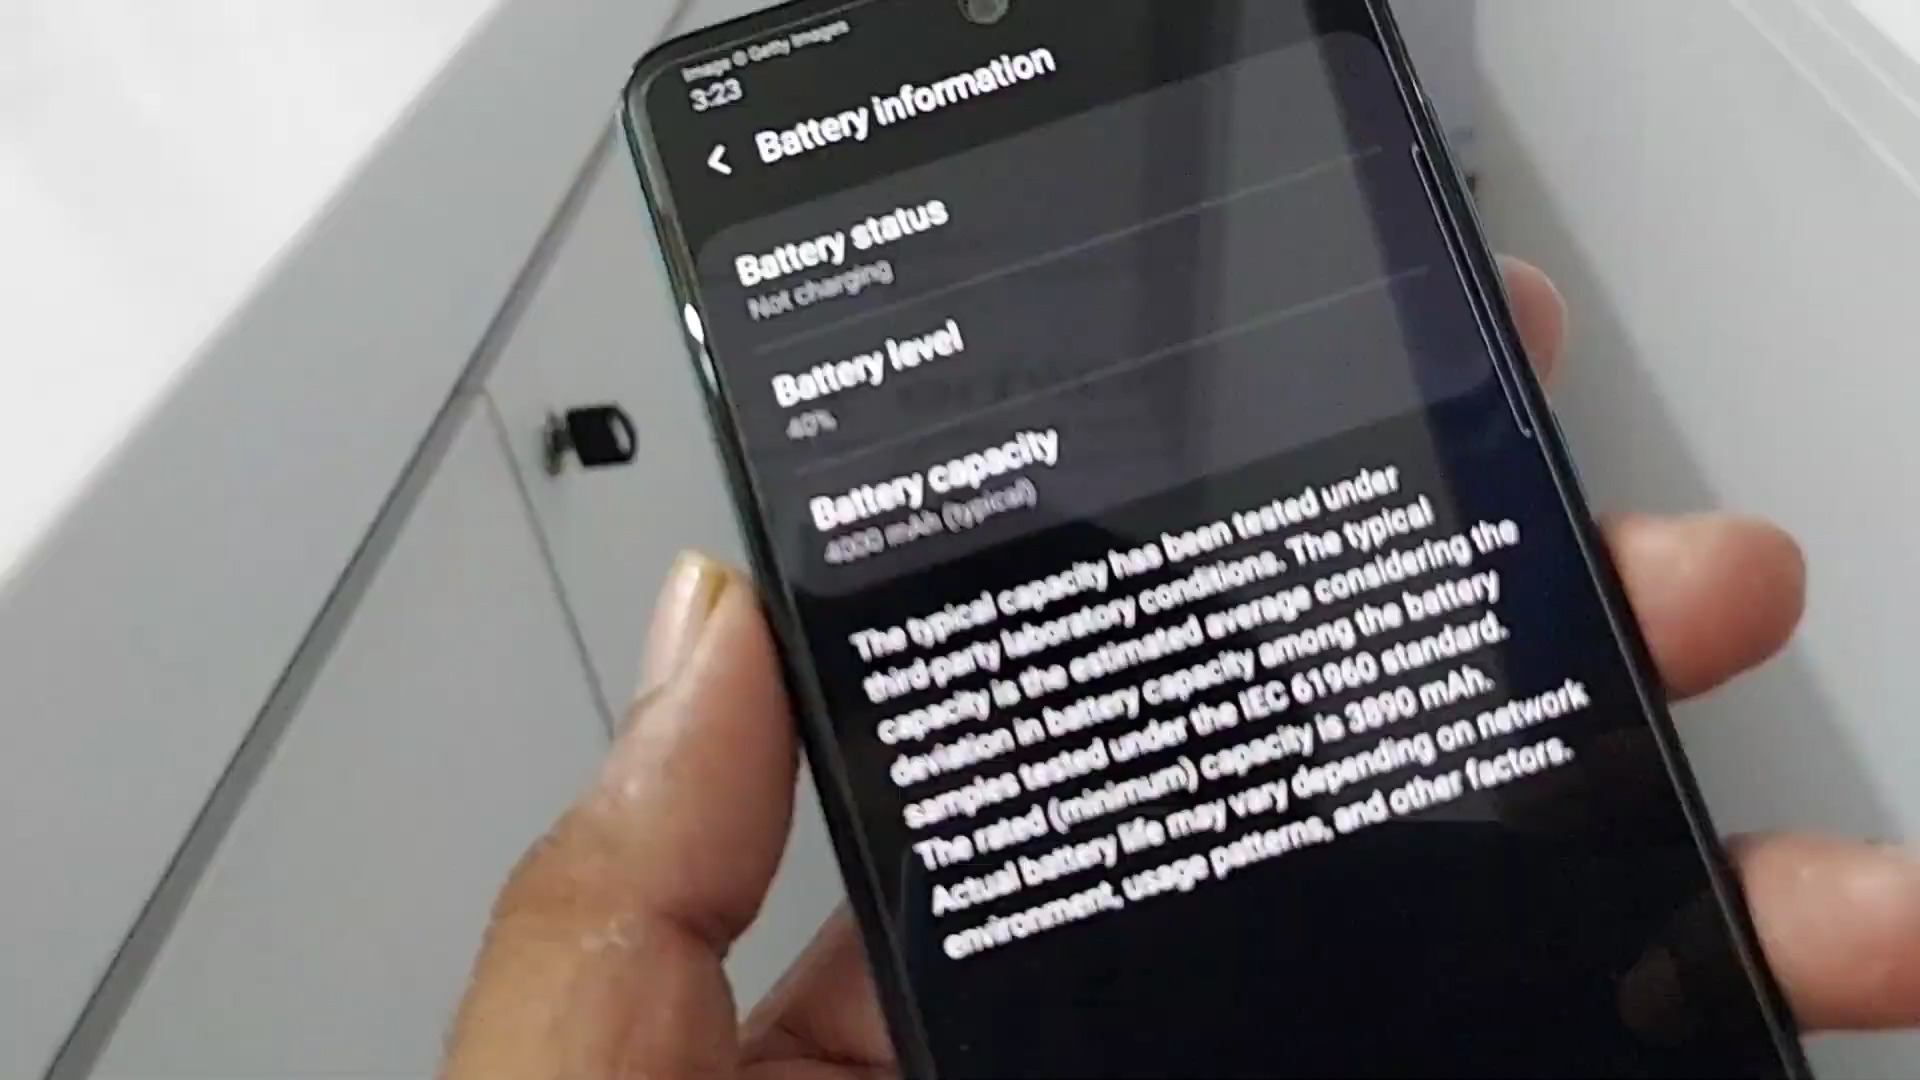 Image © Getty Images
3:23
Battery information
Battery status
Not charging
Battery level
40%
Battery capacity
4000 mAh (typical)
The typical capacity has been tested under
third-party laboratory conditions. The typical
capacity is the estimated average considering the
deviation in battery capacity among the battery
samples tested under the IEC 61960 standard.
The rated (minimum) capacity is 3890 mAh.
Actual battery life may vary depending on network
environment, usage patterns, and other factors.